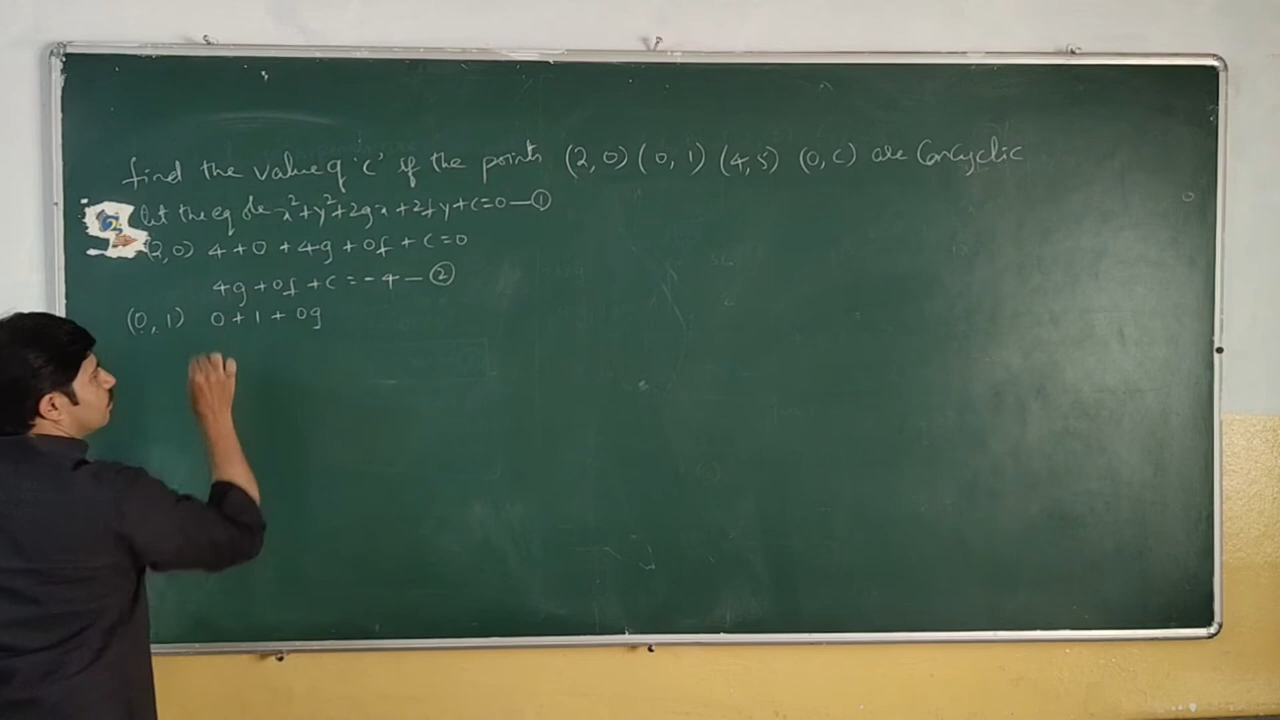 find the value of 'c' if the points (2,0) (0,1) (4,5) (0,c) are Concyclic
let the eq be x²+y²+2gx+2fy+c=0 — ①
(2,0) 4+0+4g+0f+c=0
4g+0f+c=-4 — ②
(0,1) 0+1+0g